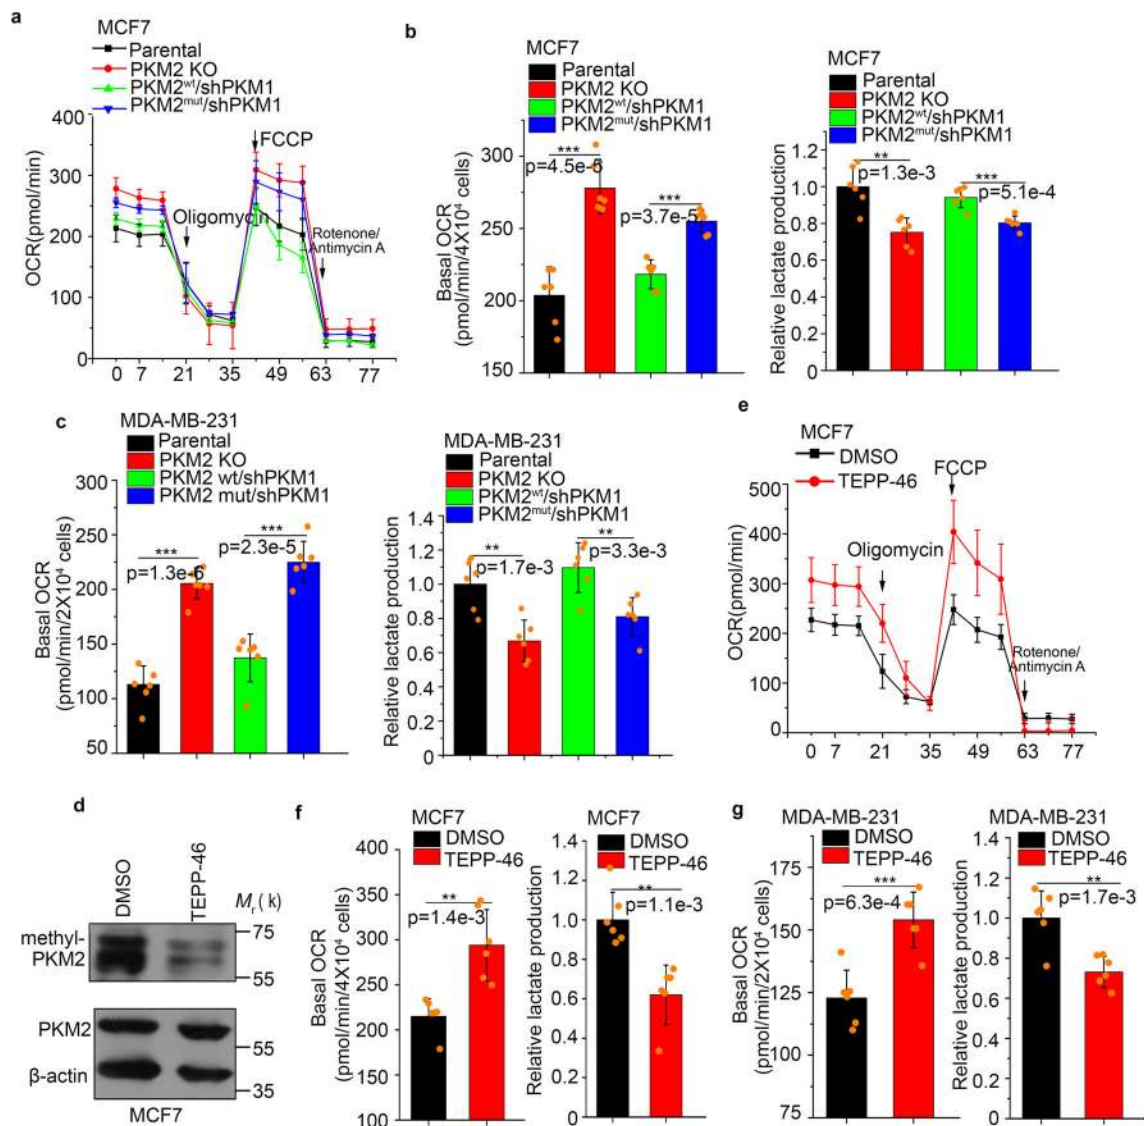 a
MCF7
Parental
PKM2 KO
PKM2wt/shPKM1
PKM2mut/shPKM1
400
300
200
100
0
OCR(pmol/min)
FCCP
Oligomycin
Rotenone/
Antimycin A
0 7 21 35 49 63 77
b
MCF7
Parental
PKM2 KO
PKM2wt/shPKM1
PKM2mut/shPKM1
300
250
200
150
Basal OCR
(pmol/min/4X10⁴ cells)
***
p=4.5e-5
***
p=3.7e-5
MCF7
Parental
PKM2 KO
PKM2wt/shPKM1
PKM2mut/shPKM1
1.2
1.0
0.8
0.6
0.4
0.2
0
Relative lactate production
**
p=1.3e-3
***
p=5.1e-4
c
MDA-MB-231
Parental
PKM2 KO
PKM2 wt/shPKM1
PKM2 mut/shPKM1
300
250
200
150
100
50
Basal OCR
(pmol/min/2X10⁴ cells)
***
p=1.3e-6
***
p=2.3e-5
MDA-MB-231
Parental
PKM2 KO
PKM2wt/shPKM1
PKM2mut/shPKM1
1.4
1.2
1.0
0.8
0.6
0.4
0.2
0
Relative lactate production
**
p=1.7e-3
**
p=3.3e-3
e
MCF7
DMSO
TEPP-46
500
400
300
200
100
0
OCR(pmol/min)
FCCP
Oligomycin
Rotenone/
Antimycin A
0 7 21 35 49 63 77
d
DMSO
TEPP-46
Mr ( k)
methyl-
PKM2
75
55
PKM2
55
β-actin
35
MCF7
f
MCF7
DMSO
TEPP-46
400
350
300
250
200
150
100
Basal OCR
(pmol/min/4X10⁴ cells)
**
p=1.4e-3
MCF7
DMSO
TEPP-46
1.4
1.2
1.0
0.8
0.6
0.4
0.2
0
Relative lactate production
**
p=1.1e-3
g
MDA-MB-231
DMSO
TEPP-46
175
150
125
100
75
Basal OCR
(pmol/min/2X10⁴ cells)
***
p=6.3e-4
MDA-MB-231
DMSO
TEPP-46
1.4
1.2
1.0
0.8
0.6
0.4
0.2
0
Relative lactate production
**
p=1.7e-3